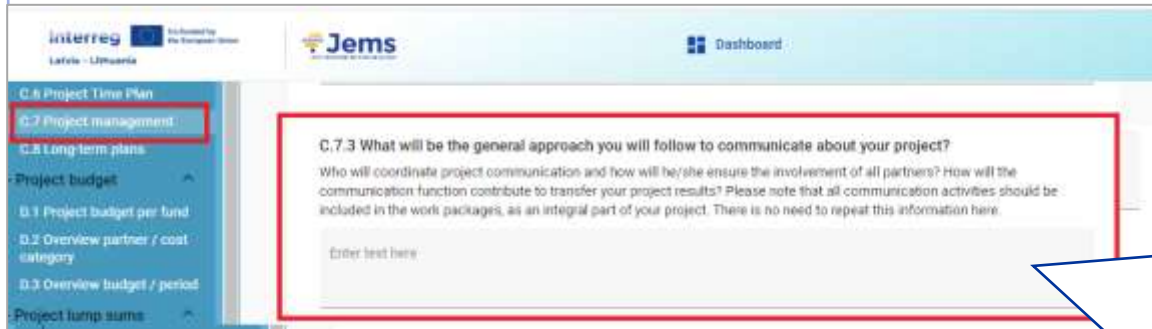 Interreg
Co-funded by
the European Union
Latvia - Lithuania
Jems
Dashboard
C.6 Project Time Plan
C.7 Project management
C.8 Long-term plans
Project budget
D.1 Project budget per fund
D.2 Overview partner / cost
category
D.3 Overview budget / period
Project lump sums
C.7.3 What will be the general approach you will follow to communicate about your project?
Who will coordinate project communication and how will he/she ensure the involvement of all partners? How will the
communication function contribute to transfer your project results? Please note that all communication activities should be
included in the work packages, as an integral part of your project. There is no need to repeat this information here.
Enter text here